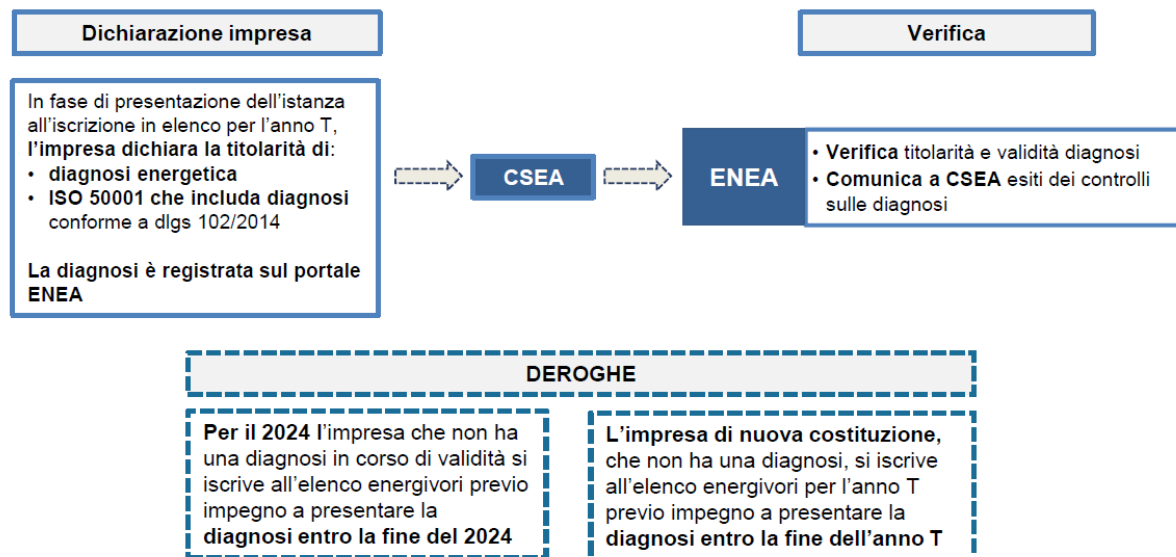 Dichiarazione impresa
Verifica
In fase di presentazione dell'istanza
all'iscrizione in elenco per l'anno T,
l'impresa dichiara la titolarità di:
• diagnosi energetica
• ISO 50001 che includa diagnosi
conforme a dlgs 102/2014
La diagnosi è registrata sul portale
ENEA
CSEA
ENEA
• Verifica titolarità e validità diagnosi
• Comunica a CSEA esiti dei controlli
sulle diagnosi
DEROGHE
Per il 2024 l'impresa che non ha
una diagnosi in corso di validità si
iscrive all'elenco energivori previo
impegno a presentare la
diagnosi entro la fine del 2024
L'impresa di nuova costituzione,
che non ha una diagnosi, si iscrive
all'elenco energivori per l'anno T
previo impegno a presentare la
diagnosi entro la fine dell'anno T